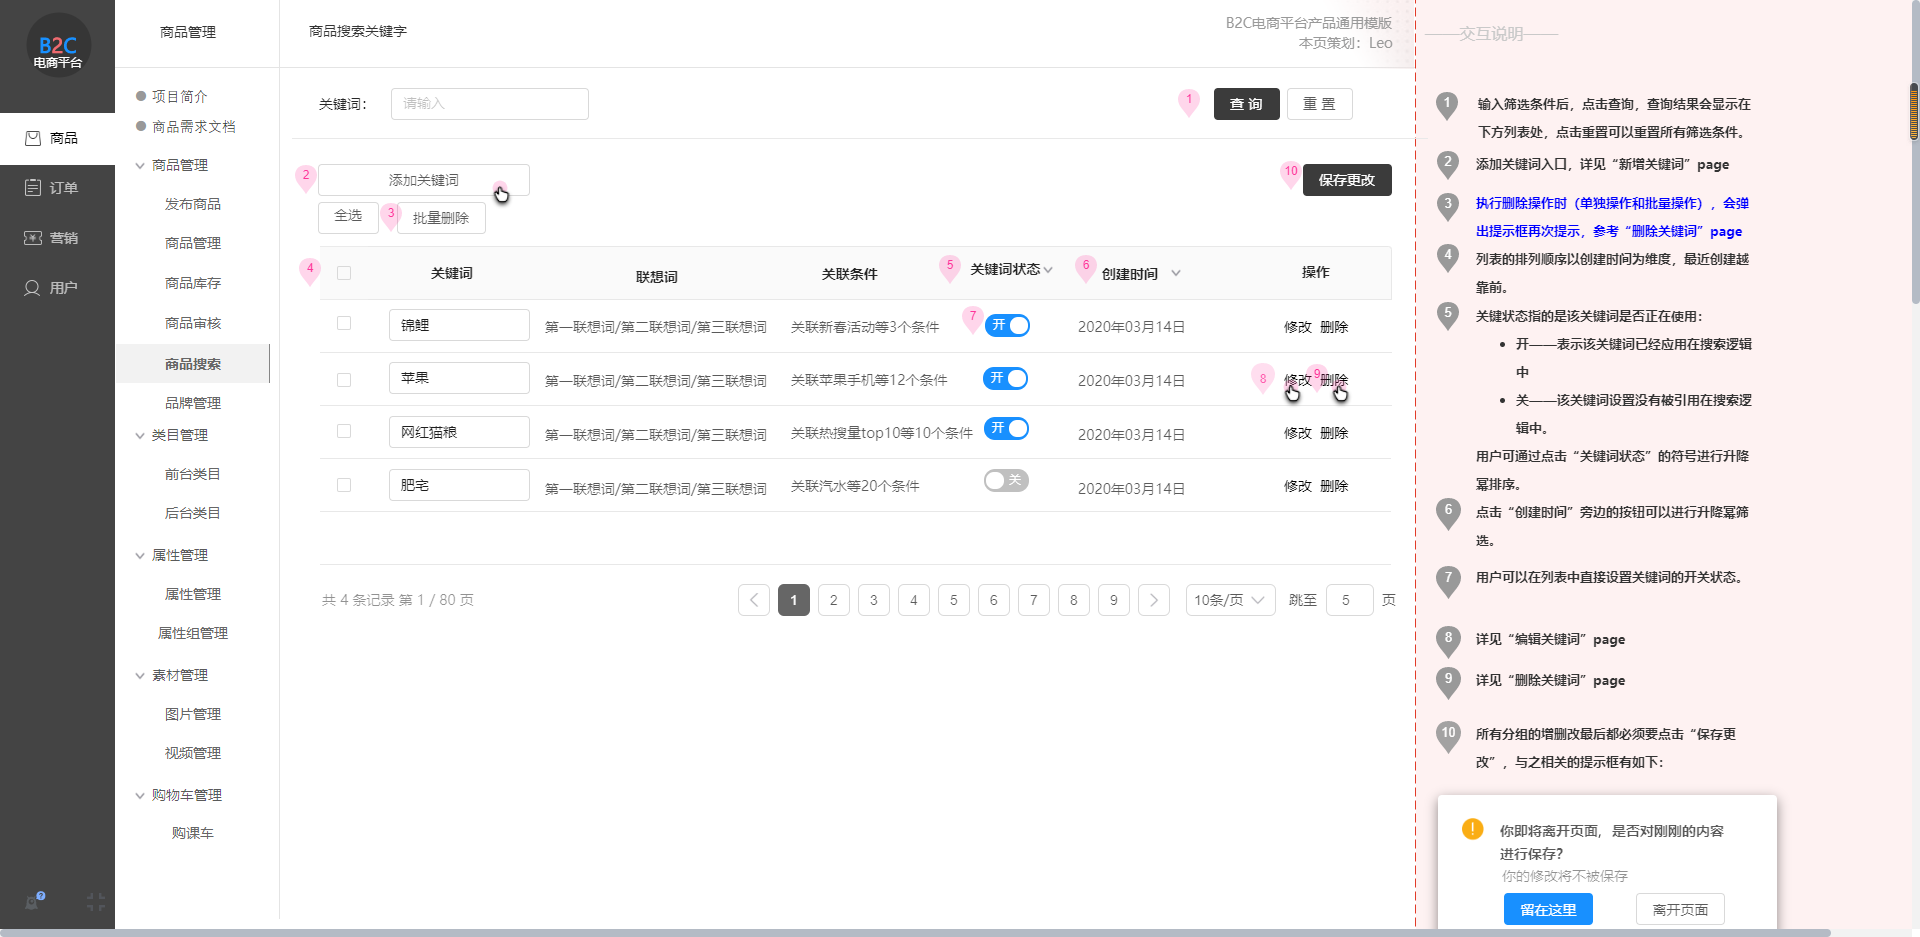 B2C
电商平台
商品
订单
营销
用户
商品管理
项目简介
商品需求文档
商品管理
发布商品
商品管理
商品库存
商品审核
商品搜索
品牌管理
类目管理
前台类目
后台类目
属性管理
属性管理
属性组管理
素材管理
图片管理
视频管理
购物车管理
购课车
商品搜索关键字
B2C电商平台产品通用模版
本页策划：Leo
关键词：
请输入
1
查 询
重 置
2
添加关键词
10
保存更改
全选
3
批量删除
4
关键词
联想词
关联条件
5
关键词状态
6
创建时间
操作
锦鲤
第一联想词/第二联想词/第三联想词
关联新春活动等3个条件
7
开
2020年03月14日
修改 删除
苹果
第一联想词/第二联想词/第三联想词
关联苹果手机等12个条件
开
2020年03月14日
8
修改
9
删除
网红猫粮
第一联想词/第二联想词/第三联想词
关联热搜量top10等10个条件
开
2020年03月14日
修改 删除
肥宅
第一联想词/第二联想词/第三联想词
关联汽水等20个条件
关
2020年03月14日
修改 删除
共 4 条记录 第 1 / 80 页
1
2
3
4
5
6
7
8
9
10条/页
跳至
5
页
——交互说明——
1
输入筛选条件后，点击查询，查询结果会显示在
下方列表处，点击重置可以重置所有筛选条件。
2
添加关键词入口，详见“新增关键词”page
3
执行删除操作时（单独操作和批量操作），会弹
出提示框再次提示，参考“删除关键词”page
4
列表的排列顺序以创建时间为维度，最近创建越
靠前。
5
关键状态指的是该关键词是否正在使用：
• 开——表示该关键词已经应用在搜索逻辑
中
• 关——该关键词设置没有被引用在搜索逻
辑中。
用户可通过点击“关键词状态”的符号进行升降
幂排序。
6
点击“创建时间”旁边的按钮可以进行升降幂筛
选。
7
用户可以在列表中直接设置关键词的开关状态。
8
详见“编辑关键词”page
9
详见“删除关键词”page
10
所有分组的增删改最后都必须要点击“保存更
改”，与之相关的提示框有如下：
你即将离开页面，是否对刚刚的内容
进行保存？
你的修改将不被保存
留在这里
离开页面